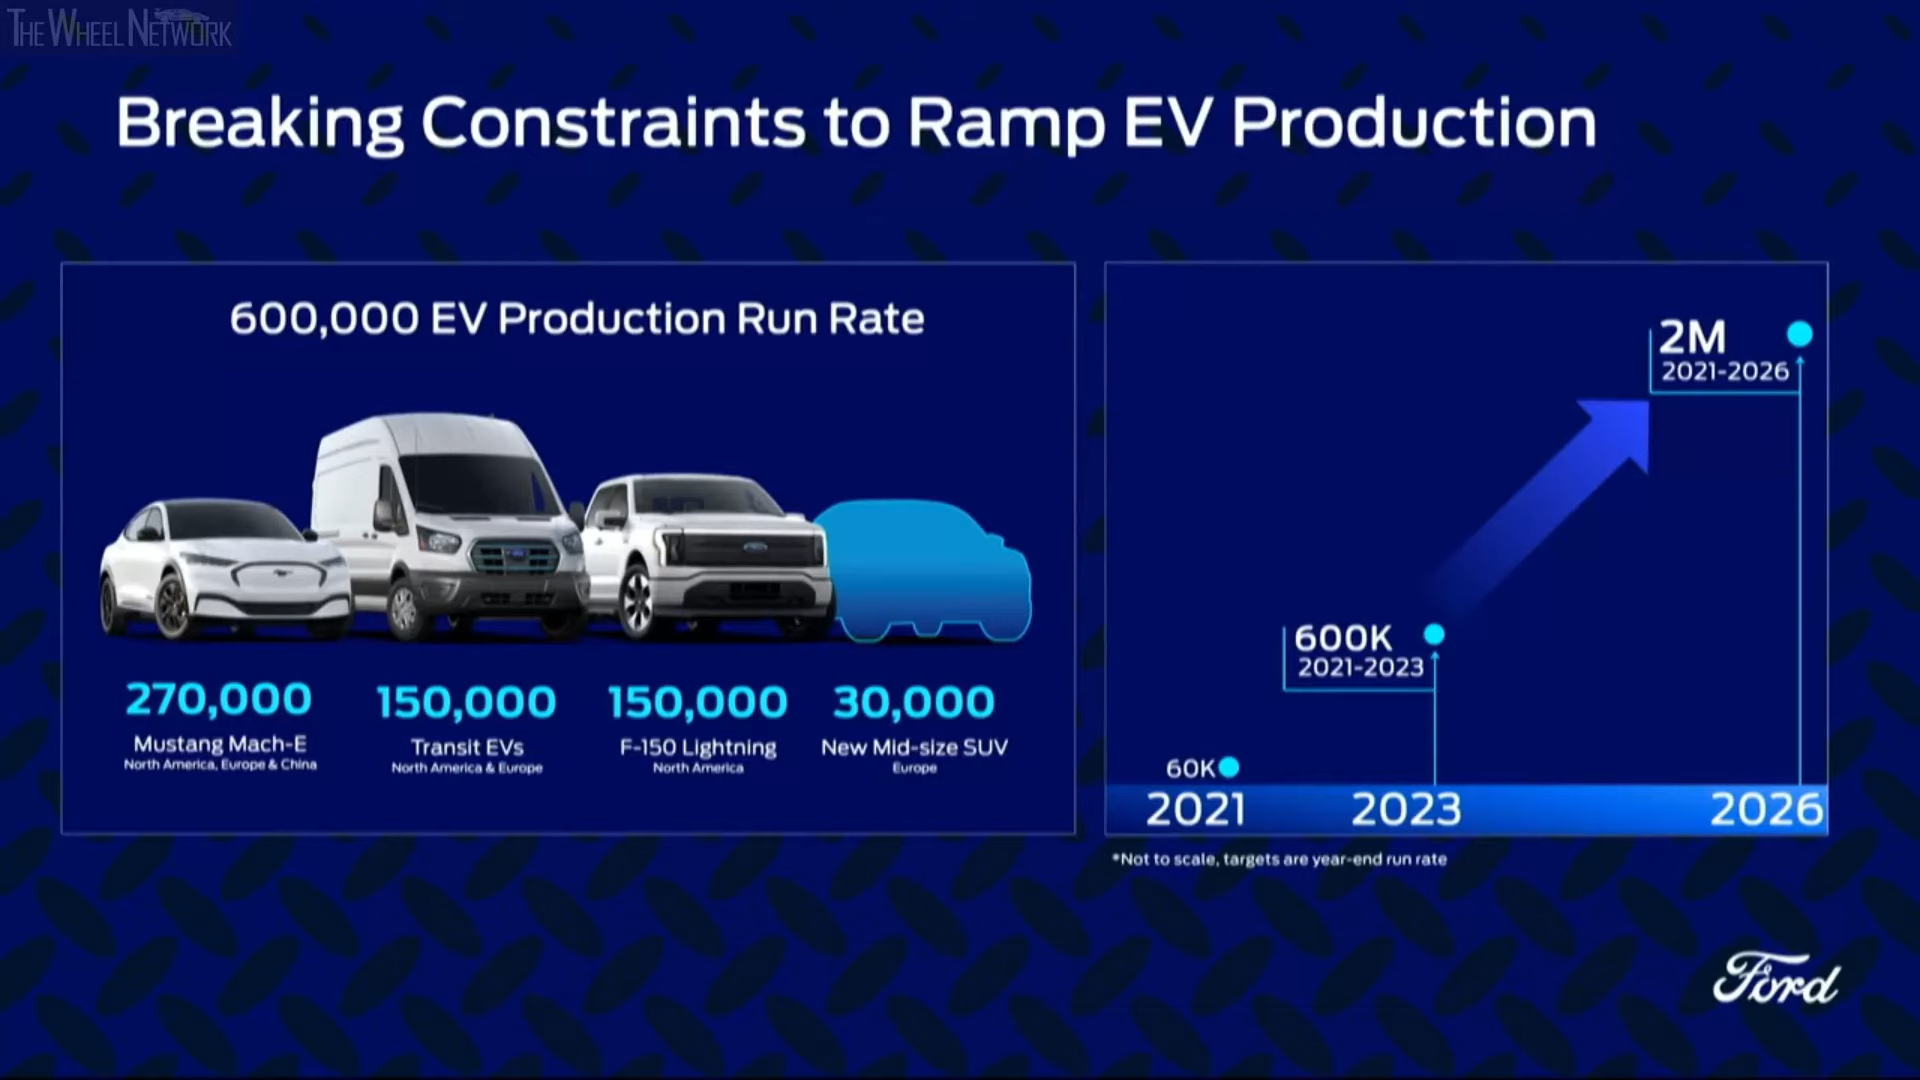 THE WHEEL NETWORK
Breaking Constraints to Ramp EV Production
600,000 EV Production Run Rate
270,000
Mustang Mach-E
North America, Europe & China
150,000
Transit EVs
North America & Europe
150,000
F-150 Lightning
North America
30,000
New Mid-size SUV
Europe
2M
2021-2026
600K
2021-2023
60K
2021
2023
2026
*Not to scale, targets are year-end run rate
Ford